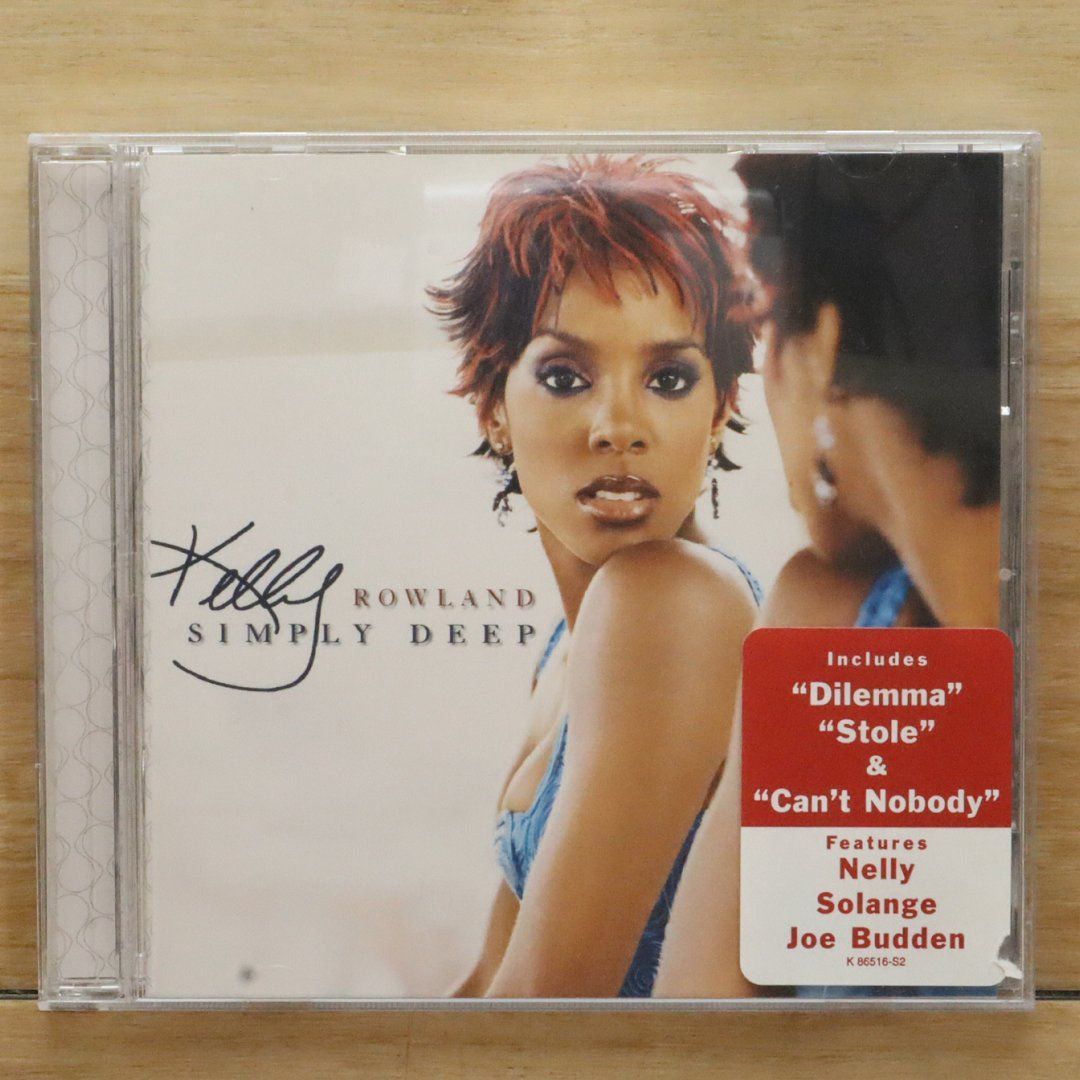 Kelly ROWLAND
SIMPLY DEEP
Includes
“Dilemma”
“Stole”
&
“Can't Nobody”
Features
Nelly
Solange
Joe Budden
K 86516-S2